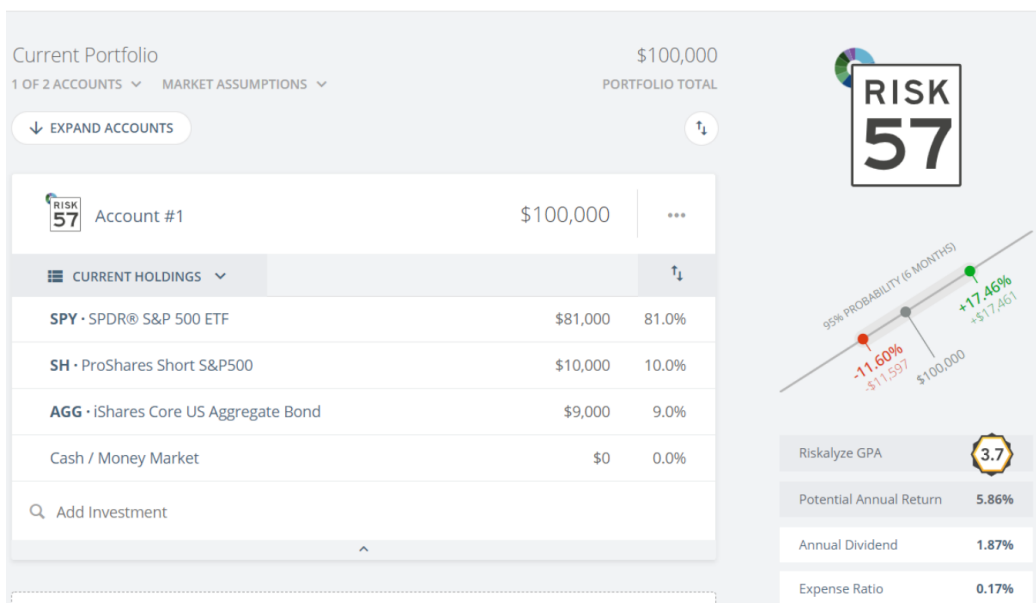 Current Portfolio $100,000
1 OF 2 ACCOUNTS MARKET ASSUMPTIONS PORTFOLIO TOTAL
EXPAND ACCOUNTS
RISK
57
RISK
57
Account #1 $100,000
CURRENT HOLDINGS
SPY · SPDR® S&P 500 ETF $81,000 81.0%
SH · ProShares Short S&P500 $10,000 10.0%
AGG · iShares Core US Aggregate Bond $9,000 9.0%
Cash / Money Market $0 0.0%
Add Investment
95% PROBABILITY (6 MONTHS)
+17.46%
+$17,461
-11.60%
-$11,597
$100,000
Riskalyze GPA 3.7
Potential Annual Return 5.86%
Annual Dividend 1.87%
Expense Ratio 0.17%